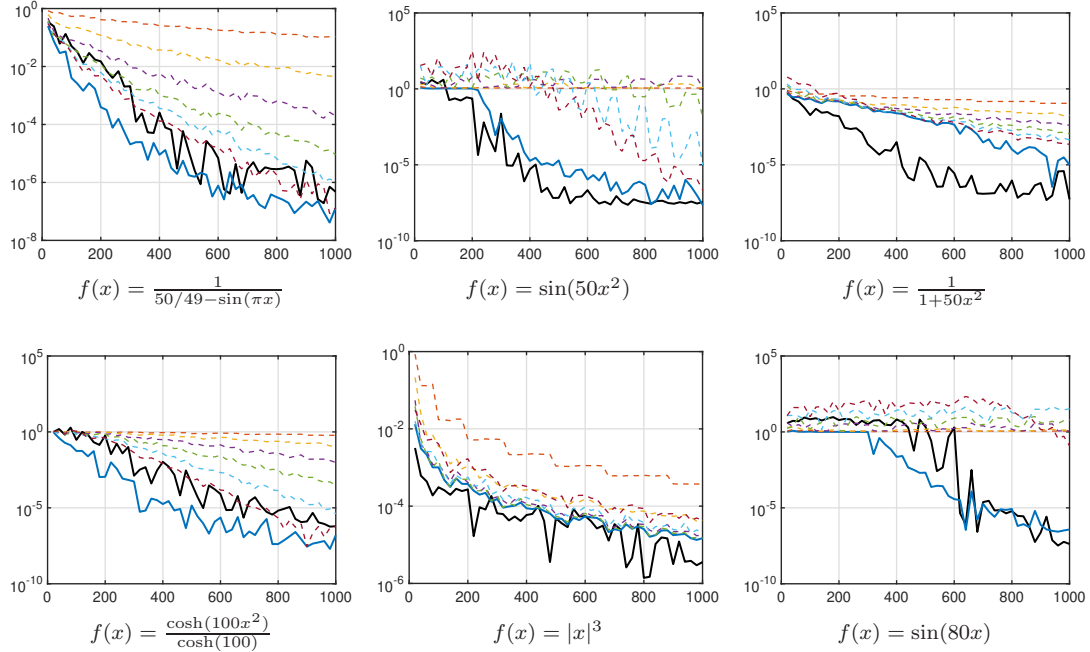 10^0
10^-2
10^-4
10^-6
10^-8
0 200 400 600 800 1000
f(x) = 1/(50/49−sin(πx))
10^5
10^0
10^-5
10^-10
0 200 400 600 800 1000
f(x) = sin(50x^2)
10^5
10^0
10^-5
10^-10
0 200 400 600 800 1000
f(x) = 1/(1+50x^2)
10^5
10^0
10^-5
10^-10
0 200 400 600 800 1000
f(x) = cosh(100x^2)/cosh(100)
10^0
10^-2
10^-4
10^-6
0 200 400 600 800 1000
f(x) = |x|^3
10^5
10^0
10^-5
10^-10
0 200 400 600 800 1000
f(x) = sin(80x)